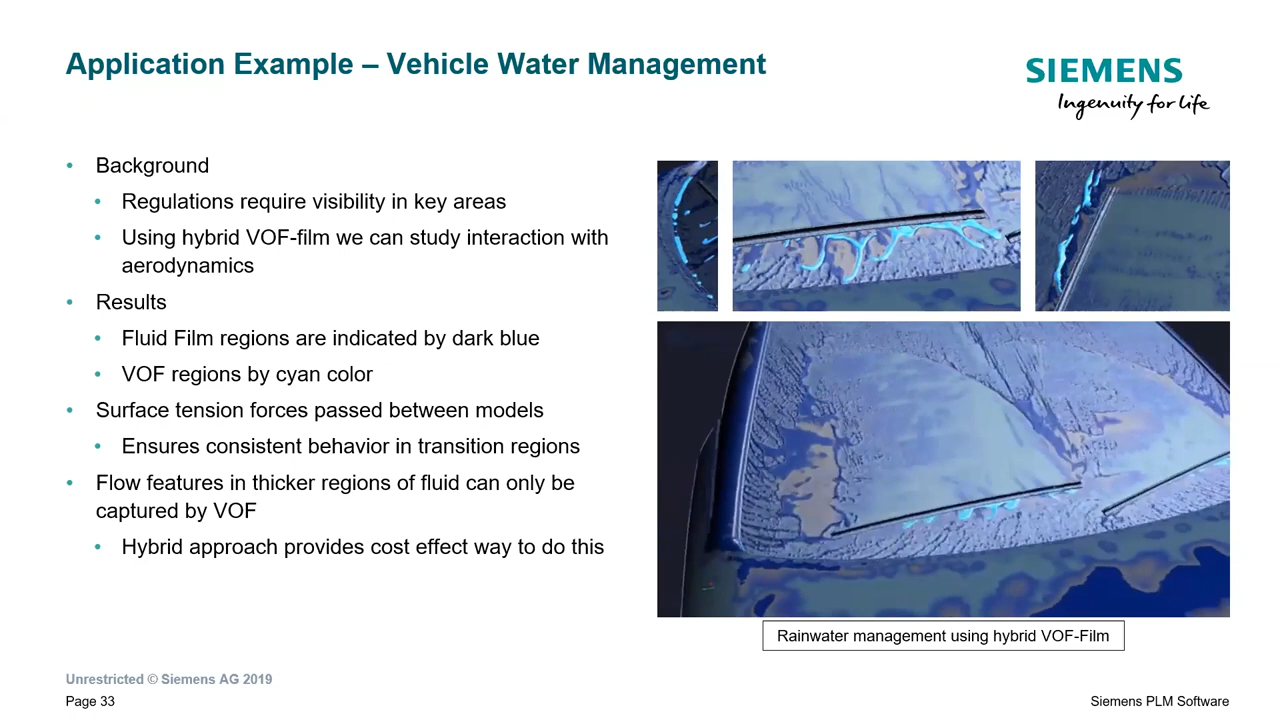 Application Example – Vehicle Water Management
SIEMENS
Ingenuity for life
• Background
• Regulations require visibility in key areas
• Using hybrid VOF-film we can study interaction with
aerodynamics
• Results
• Fluid Film regions are indicated by dark blue
• VOF regions by cyan color
• Surface tension forces passed between models
• Ensures consistent behavior in transition regions
• Flow features in thicker regions of fluid can only be
captured by VOF
• Hybrid approach provides cost effect way to do this
Rainwater management using hybrid VOF-Film
Unrestricted © Siemens AG 2019
Page 33
Siemens PLM Software